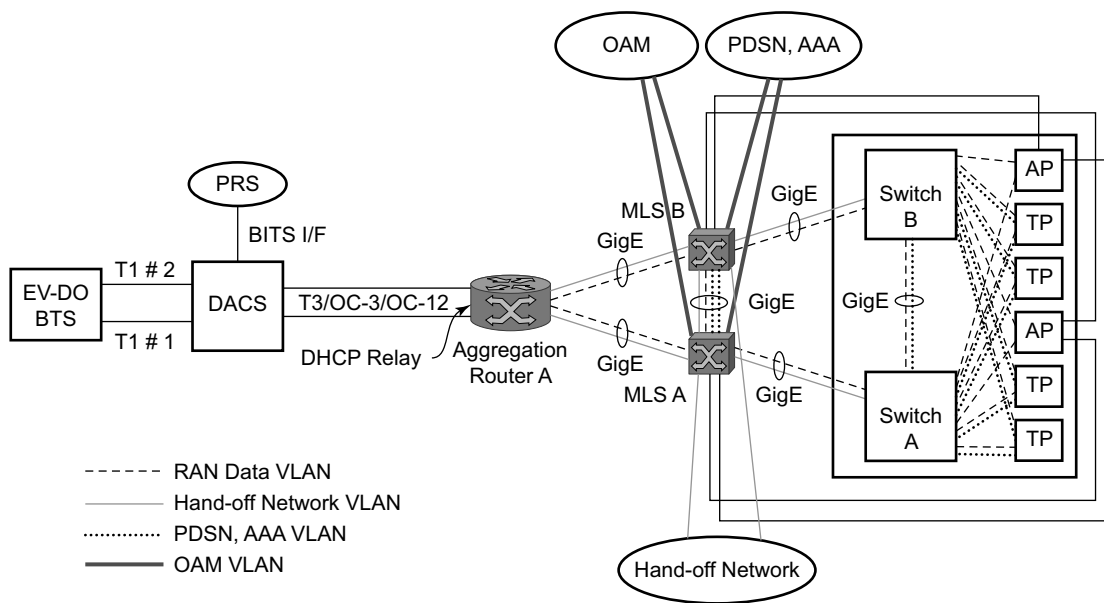 OAM
PDSN, AAA
PRS
BITS I/F
EV-DO
BTS
T1 # 2
T1 # 1
DACS
T3/OC-3/OC-12
DHCP Relay
Aggregation
Router A
GigE
GigE
MLS B
MLS A
GigE
GigE
GigE
Switch
B
GigE
Switch
A
AP
TP
TP
AP
TP
TP
RAN Data VLAN
Hand-off Network VLAN
PDSN, AAA VLAN
OAM VLAN
Hand-off Network